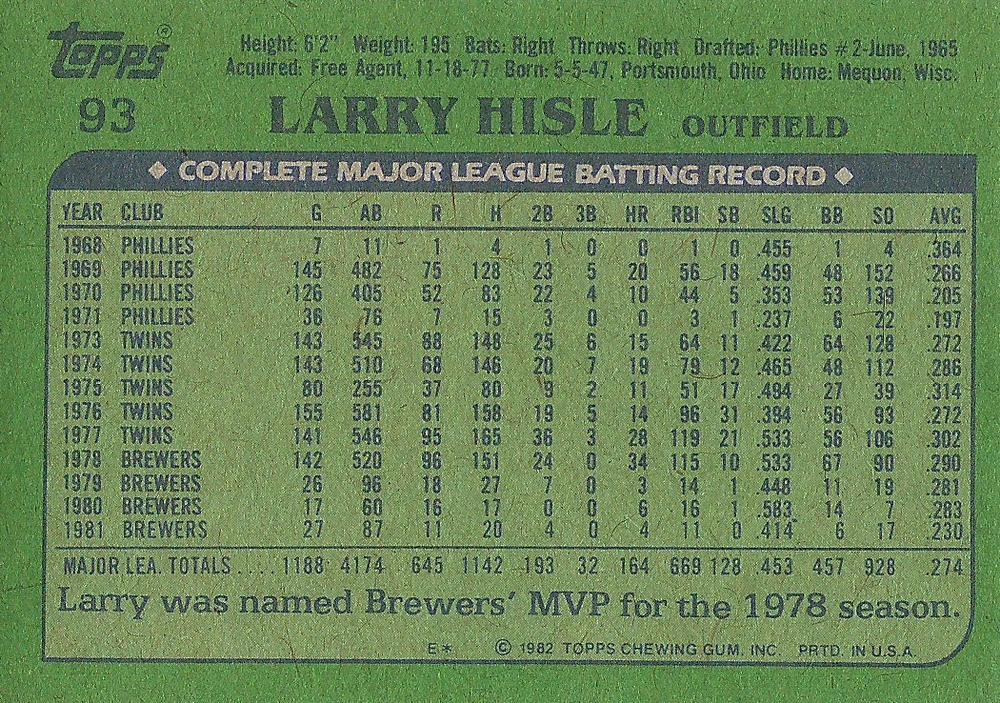 Topps®
Height: 6'2" Weight: 195 Bats: Right Throws: Right Drafted: Phillies #2-June, 1965
Acquired: Free Agent, 11-18-77 Born: 5-5-47, Portsmouth, Ohio Home: Mequon, Wisc.
93 LARRY HISLE OUTFIELD
◆ COMPLETE MAJOR LEAGUE BATTING RECORD ◆
YEAR CLUB G AB R H 2B 3B HR RBI SB SLG BB SO AVG
1968 PHILLIES 7 11 1 4 1 0 0 1 0 .455 1 4 .364
1969 PHILLIES 145 482 75 128 23 5 20 56 18 .459 48 152 .266
1970 PHILLIES 126 405 52 83 22 4 10 44 5 .353 53 139 .205
1971 PHILLIES 36 76 7 15 3 0 0 3 1 .237 6 22 .197
1973 TWINS 143 545 88 148 25 6 15 64 11 .422 64 128 .272
1974 TWINS 143 510 68 146 20 7 19 79 12 .465 48 112 .286
1975 TWINS 80 255 37 80 9 2 11 51 17 .494 27 39 .314
1976 TWINS 155 581 81 158 19 5 14 96 31 .394 56 93 .272
1977 TWINS 141 546 95 165 36 3 28 119 21 .533 56 106 .302
1978 BREWERS 142 520 96 151 24 0 34 115 10 .533 67 90 .290
1979 BREWERS 26 96 18 27 7 0 3 14 1 .448 11 19 .281
1980 BREWERS 17 60 16 17 0 0 6 16 1 .583 14 7 .283
1981 BREWERS 27 87 11 20 4 0 4 11 0 .414 6 17 .230
MAJOR LEA. TOTALS..... 1188 4174 645 1142 193 32 164 669 128 .453 457 928 .274
Larry was named Brewers' MVP for the 1978 season.
E* © 1982 TOPPS CHEWING GUM, INC. PRTD. IN U.S.A.